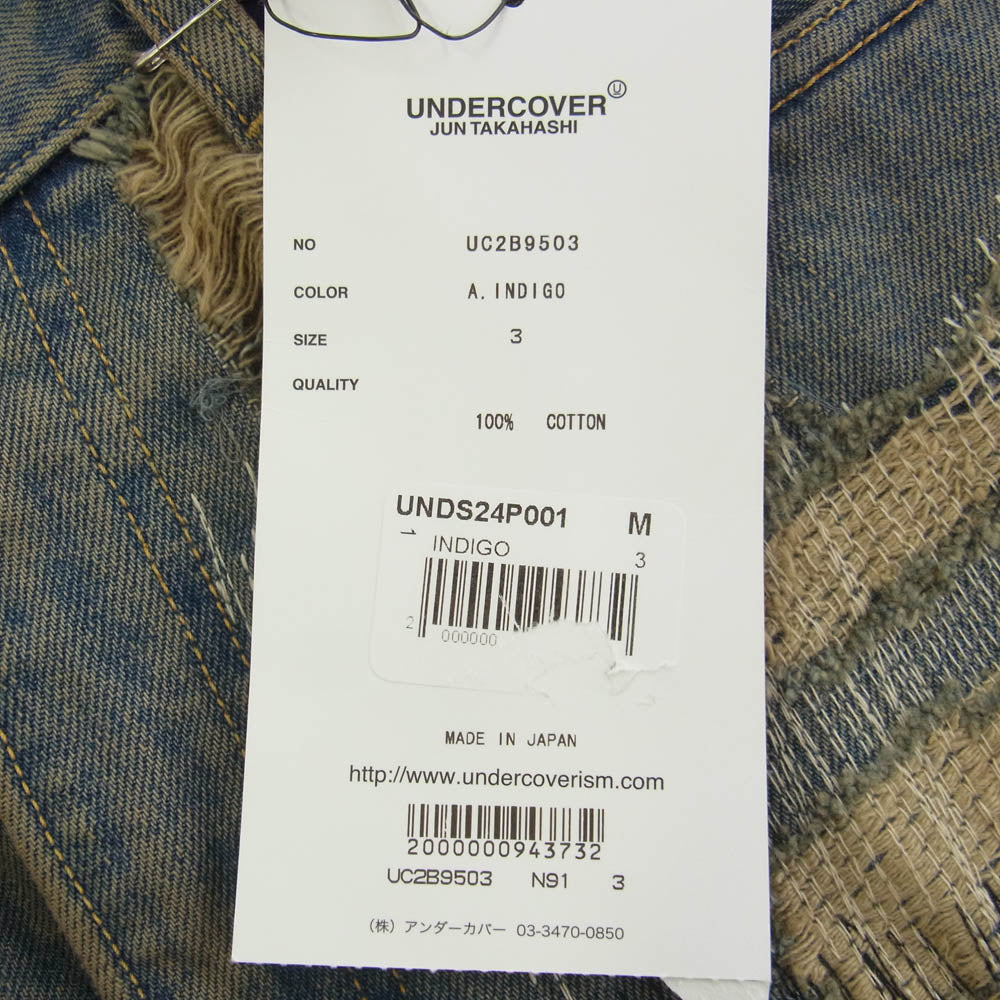 UNDERCOVER Ⓤ
JUN TAKAHASHI
NO UC2B9503
COLOR A.INDIGO
SIZE 3
QUALITY
100% COTTON
UNDS24P001 M
1 INDIGO 3
2 000000
MADE IN JAPAN
http://www.undercoverism.com
2000000943732
UC2B9503 N91 3
(株) アンダーカバー 03-3470-0850